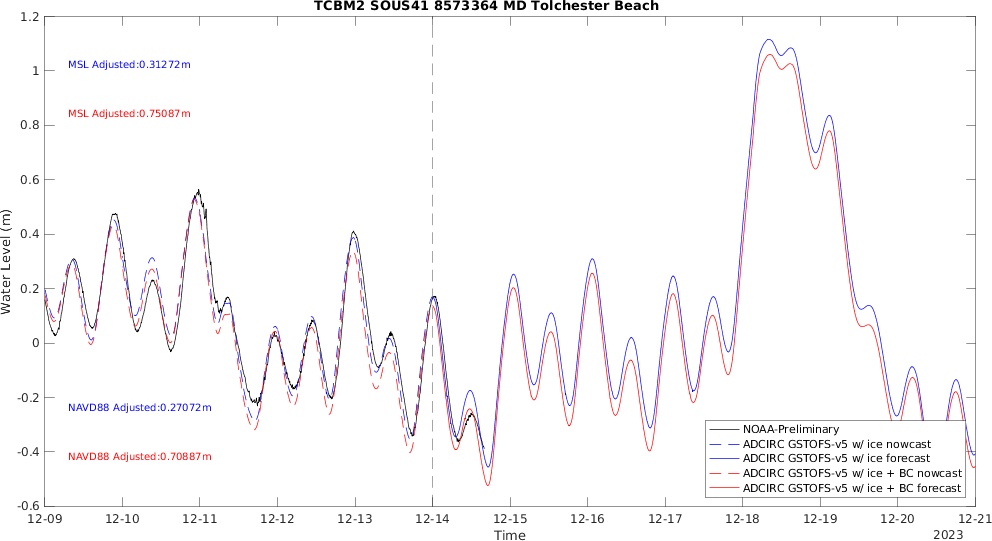 TCBM2 SOUS41 8573364 MD Tolchester Beach
Water Level (m)
1.2
1
0.8
0.6
0.4
0.2
0
-0.2
-0.4
-0.6
MSL Adjusted:0.31272m
MSL Adjusted:0.75087m
NAVD88 Adjusted:0.27072m
NAVD88 Adjusted:0.70887m
NOAA-Preliminary
ADCIRC GSTOFS-v5 w/ ice nowcast
ADCIRC GSTOFS-v5 w/ ice forecast
ADCIRC GSTOFS-v5 w/ ice + BC nowcast
ADCIRC GSTOFS-v5 w/ ice + BC forecast
12-09 12-10 12-11 12-12 12-13 12-14 12-15 12-16 12-17 12-18 12-19 12-20 12-21
Time
2023